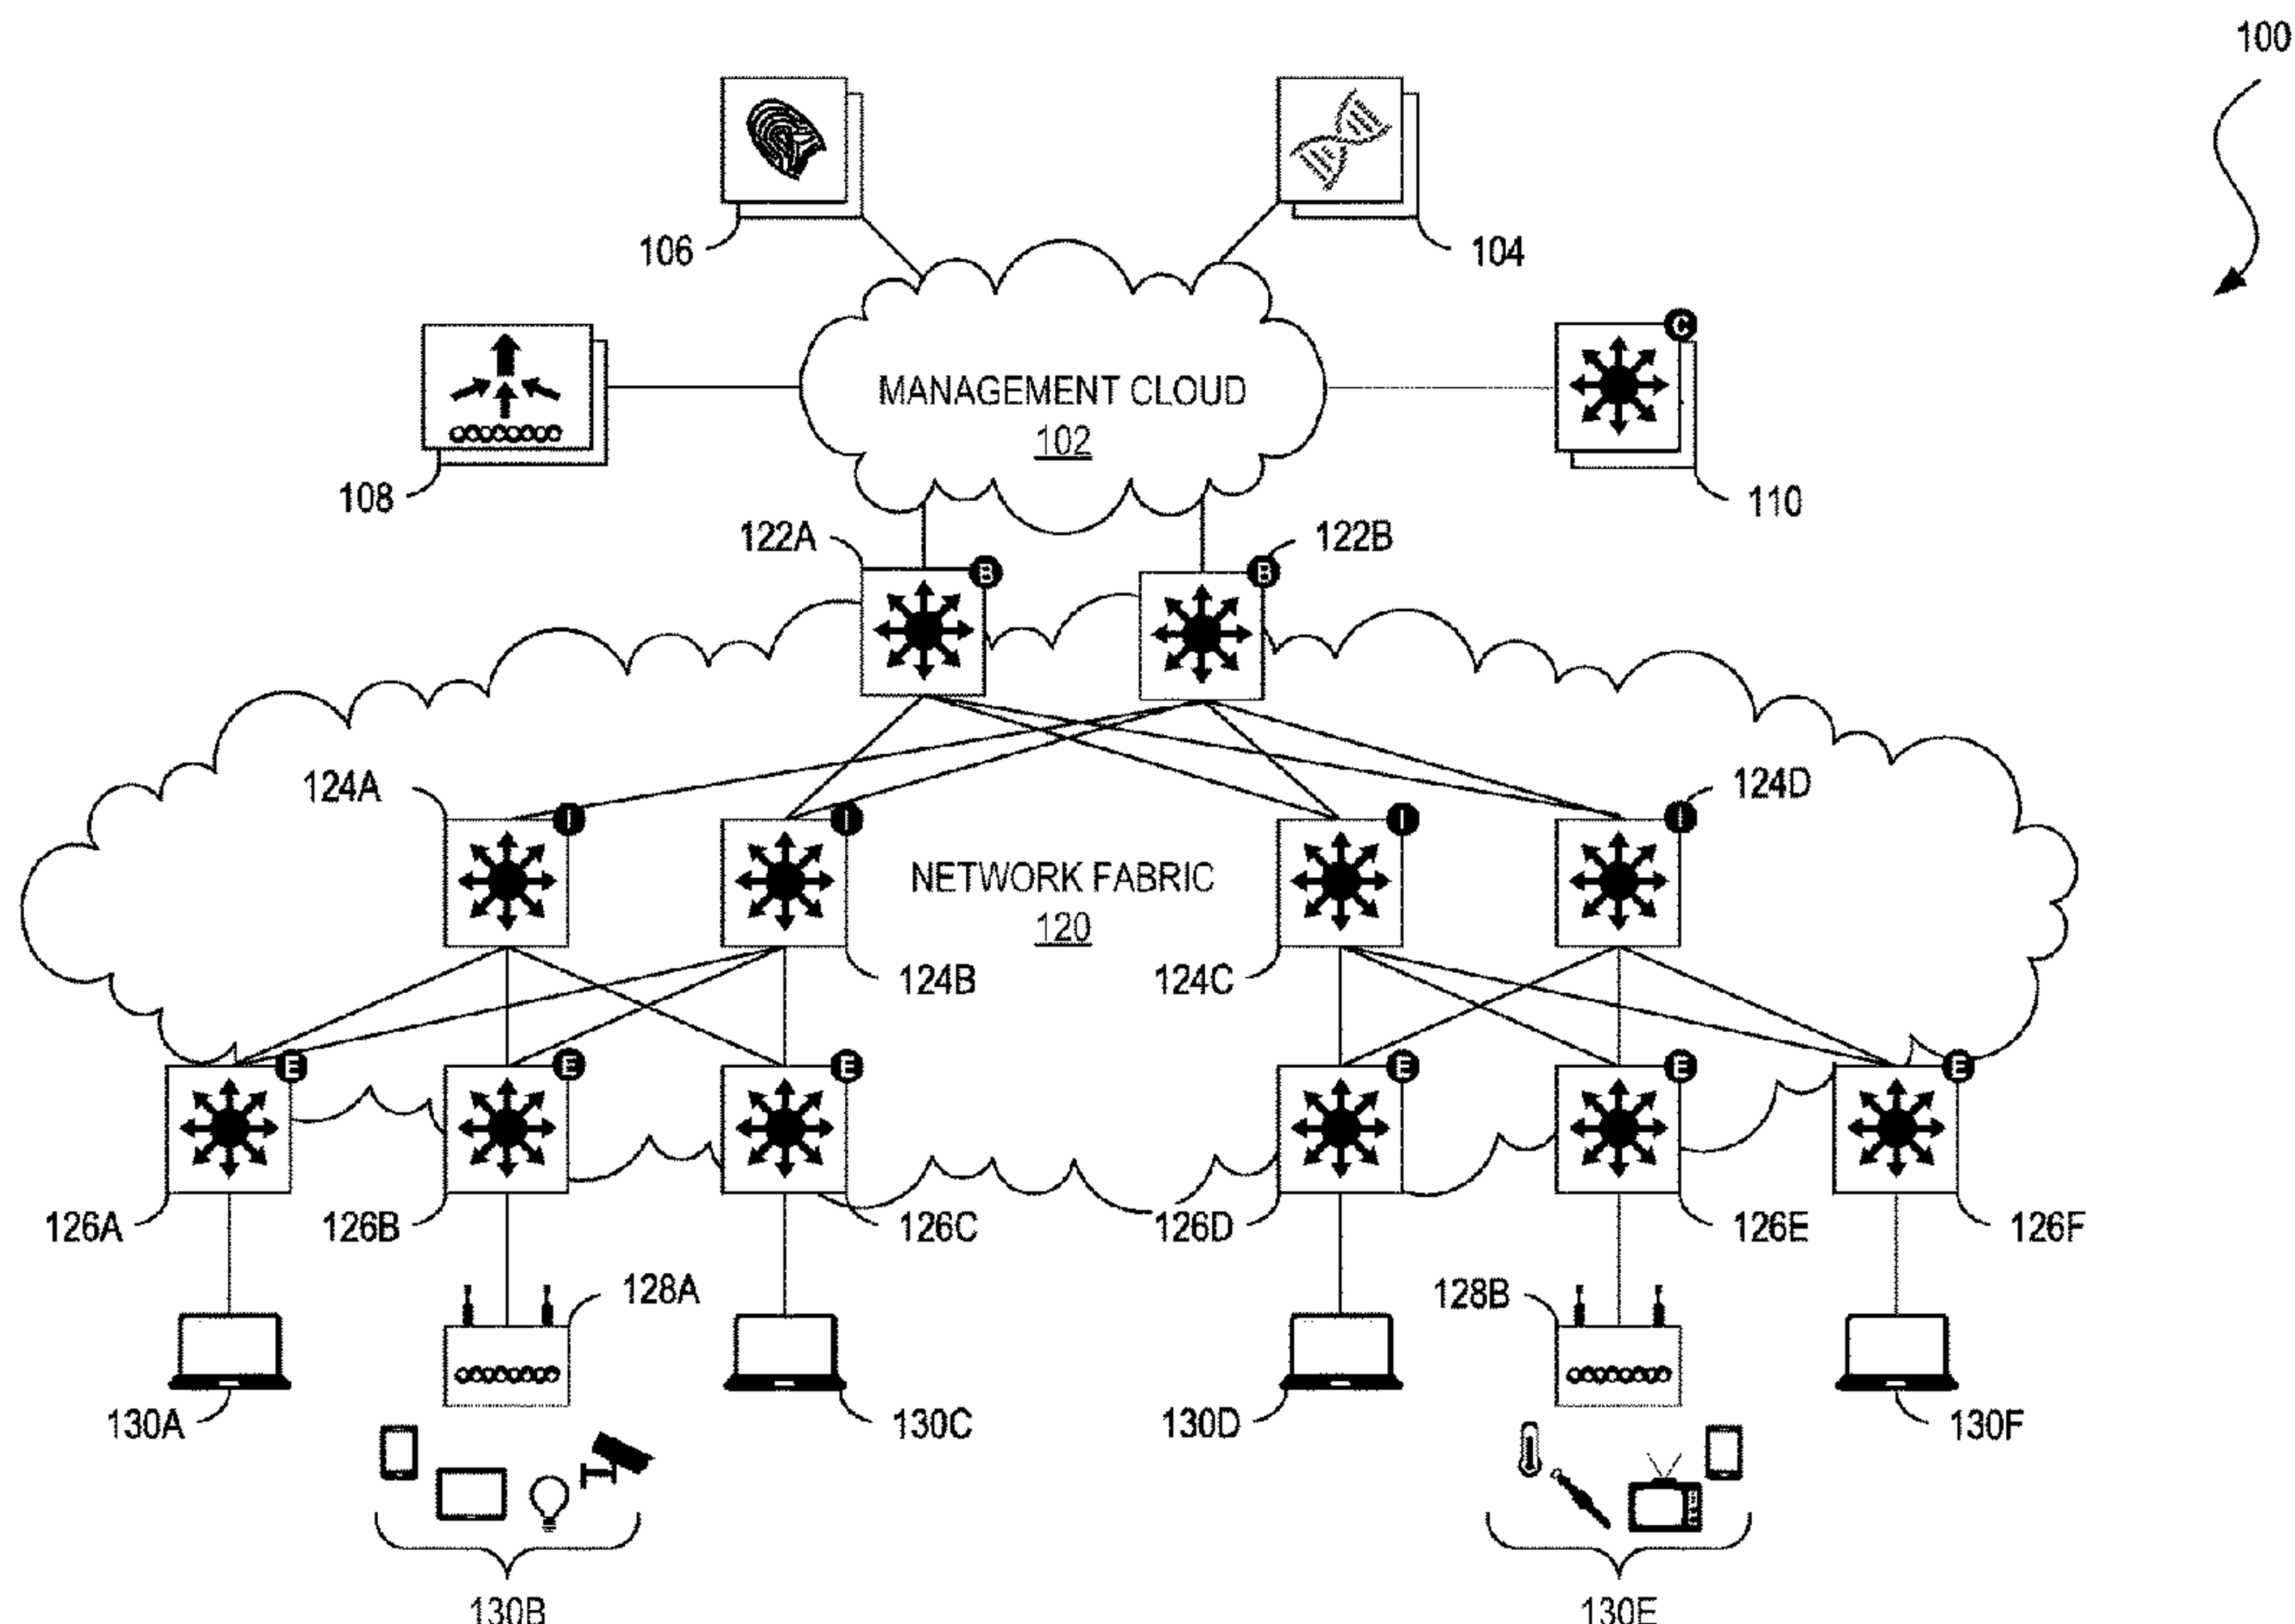 100
106
104
C
MANAGEMENT CLOUD
102
108
110
122A
122B
B
B
124A
124D
I
I
I
I
NETWORK FABRIC
120
124B
124C
E
E
E
E
E
E
126A
126B
126C
126D
126E
126F
128A
128B
130A
130C
130D
130F
130B
130E